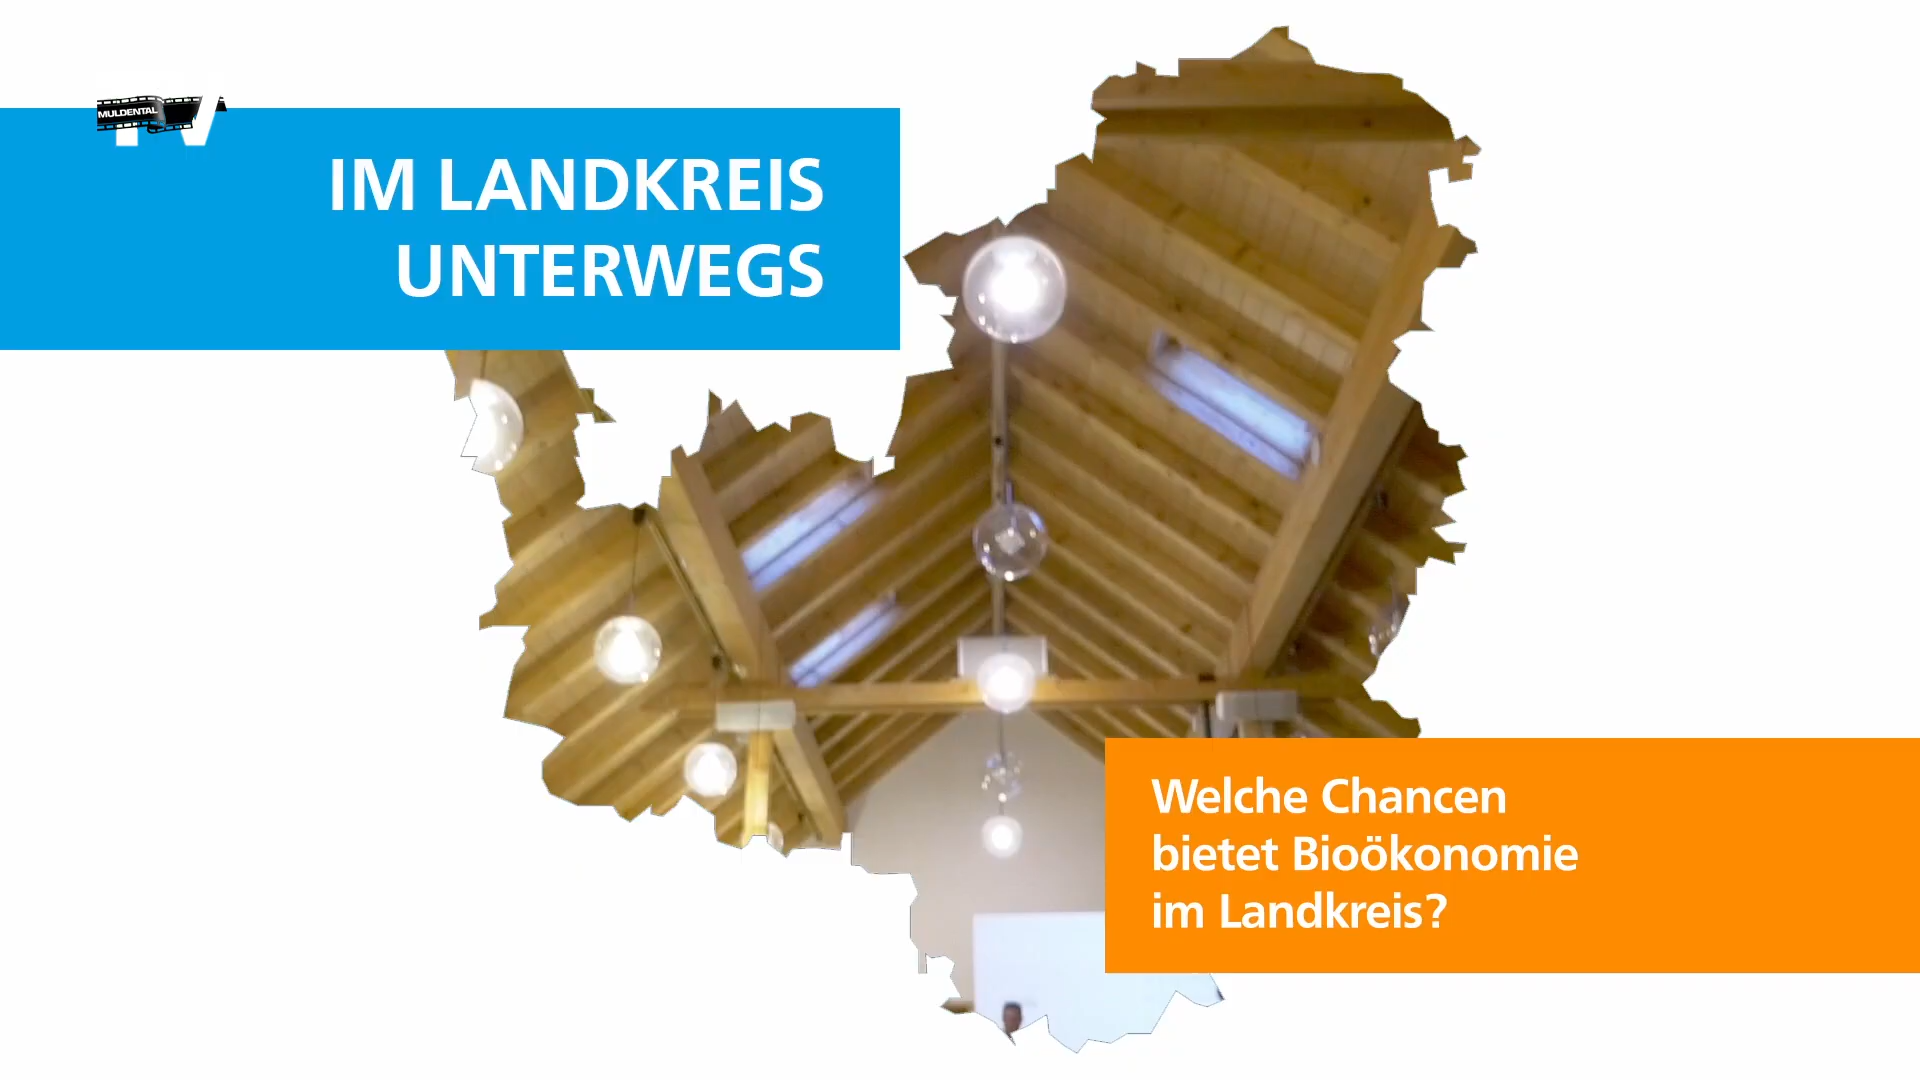 MULDENTAL
TV
IM LANDKREIS
UNTERWEGS
Welche Chancen
bietet Bioökonomie
im Landkreis?